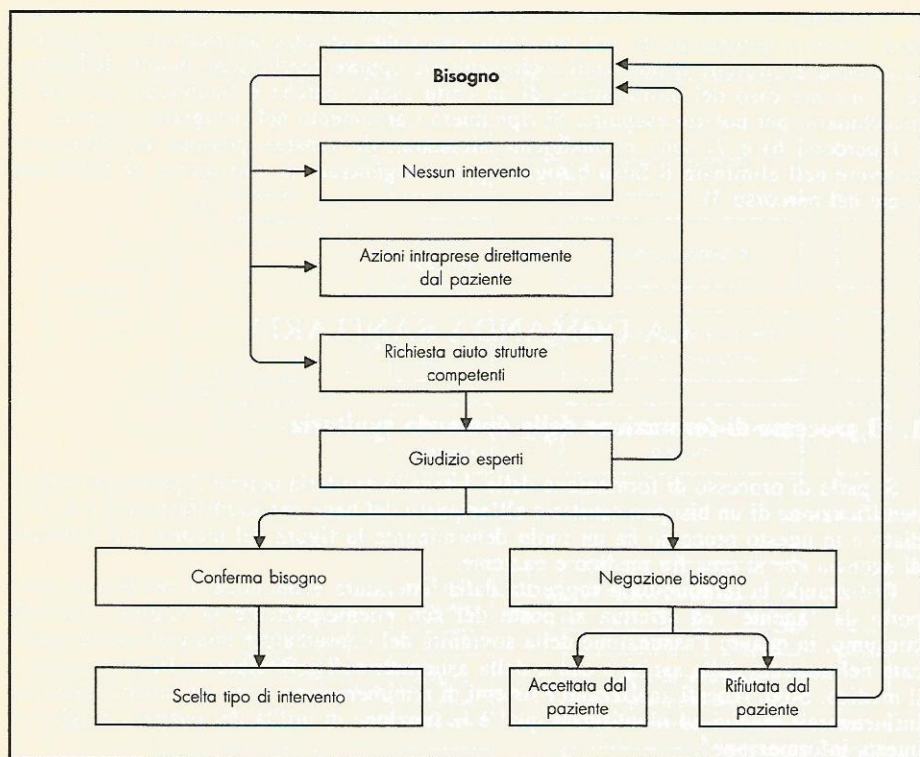 Bisogno
Nessun intervento
Azioni intraprese direttamente
dal paziente
Richiesta aiuto strutture
competenti
Giudizio esperti
Conferma bisogno
Negazione bisogno
Scelta tipo di intervento
Accettata dal
paziente
Rifiutata dal
paziente